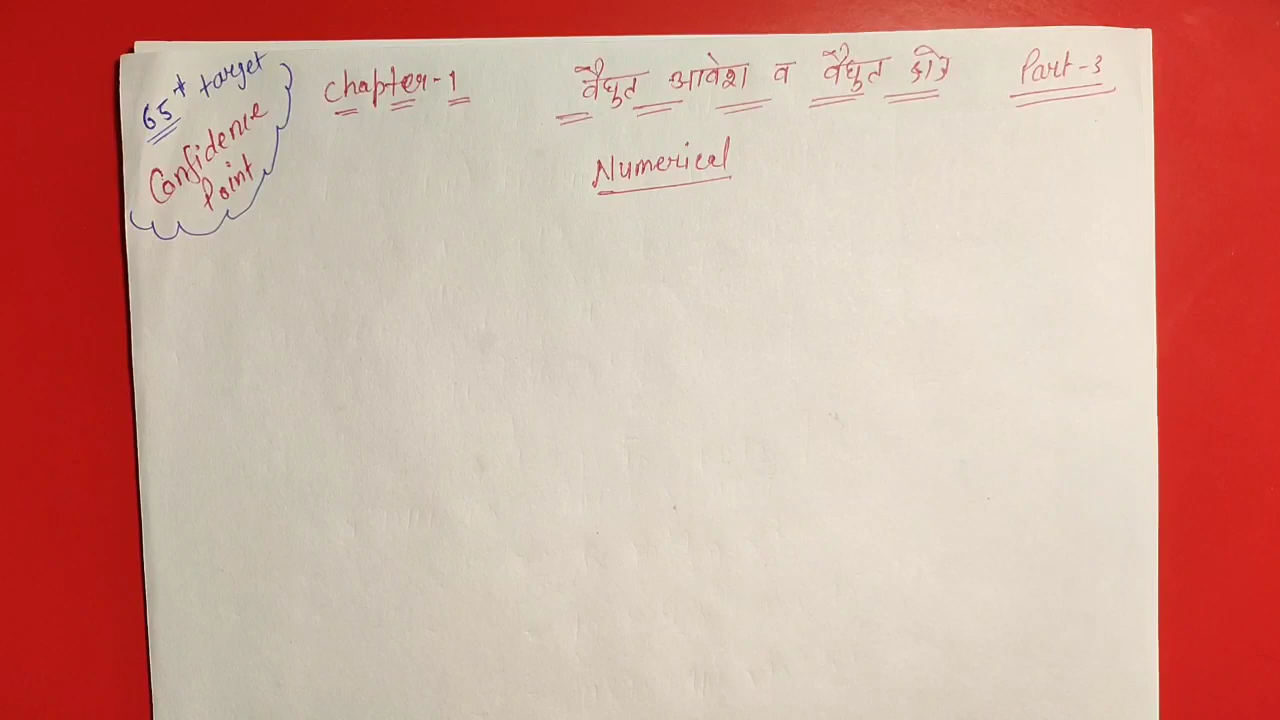 65+ target
Confidence
Point
Chapter-1 वैधुत आवेश व वैधुत क्षेत्र Part-3
Numerical